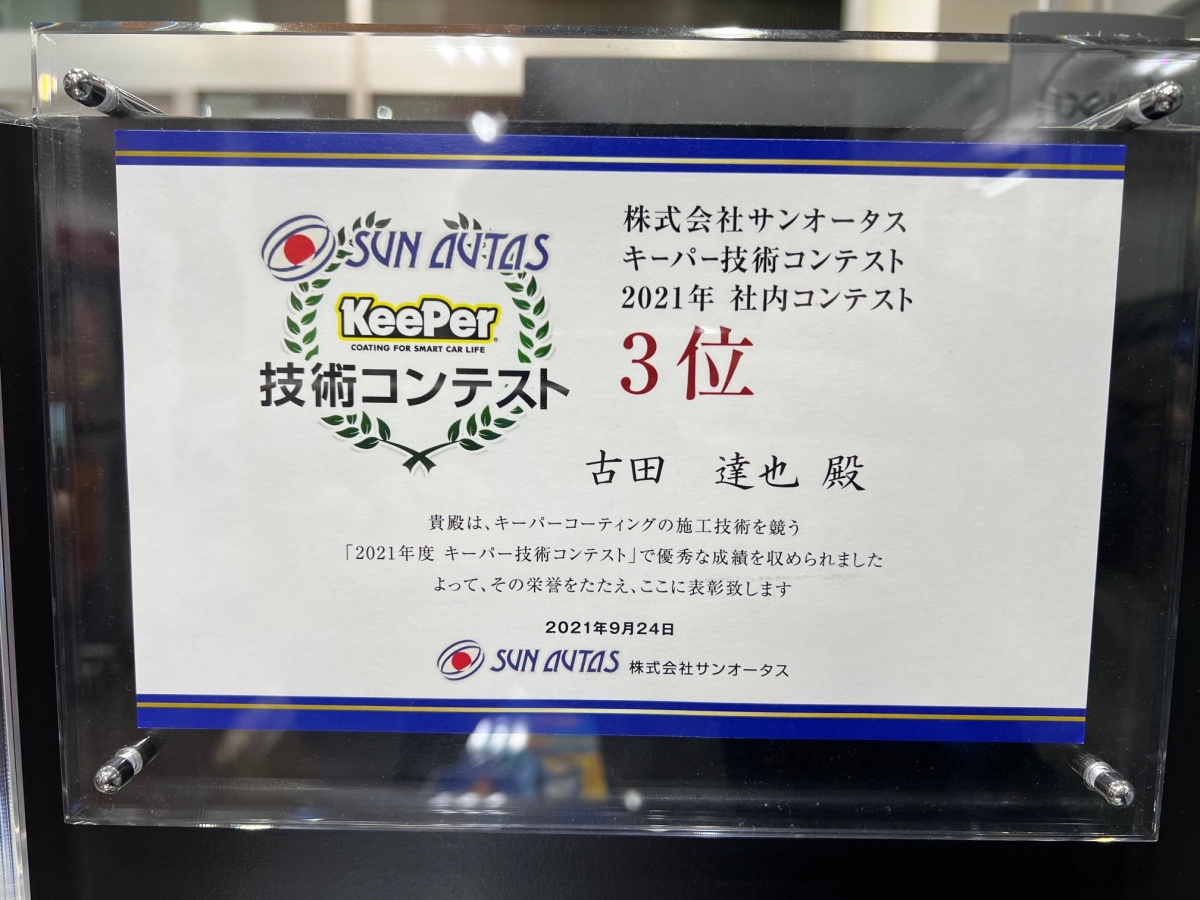 SUN AUTAS
KeePer
COATING FOR SMART CAR LIFE
技術コンテスト
株式会社サンオータス
キーパー技術コンテスト
2021年 社内コンテスト
3位
古田 達也 殿
貴殿は、キーパーコーティングの施工技術を競う
「2021年度 キーパー技術コンテスト」で優秀な成績を収められました
よって、その栄誉をたたえ、ここに表彰致します
2021年9月24日
SUN AUTAS 株式会社サンオータス